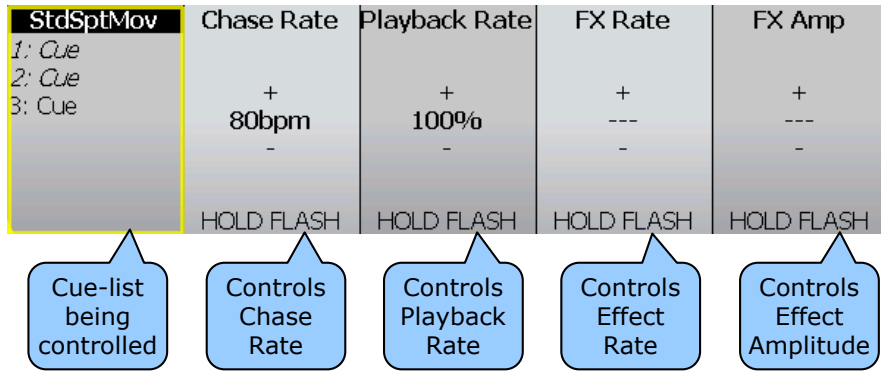 StdSptMov
1: Cue
2: Cue
3: Cue
Chase Rate
+
80bpm
-
HOLD FLASH
Playback Rate
+
100%
-
HOLD FLASH
FX Rate
+
---
-
HOLD FLASH
FX Amp
+
---
-
HOLD FLASH
Cue-list
being
controlled
Controls
Chase
Rate
Controls
Playback
Rate
Controls
Effect
Rate
Controls
Effect
Amplitude